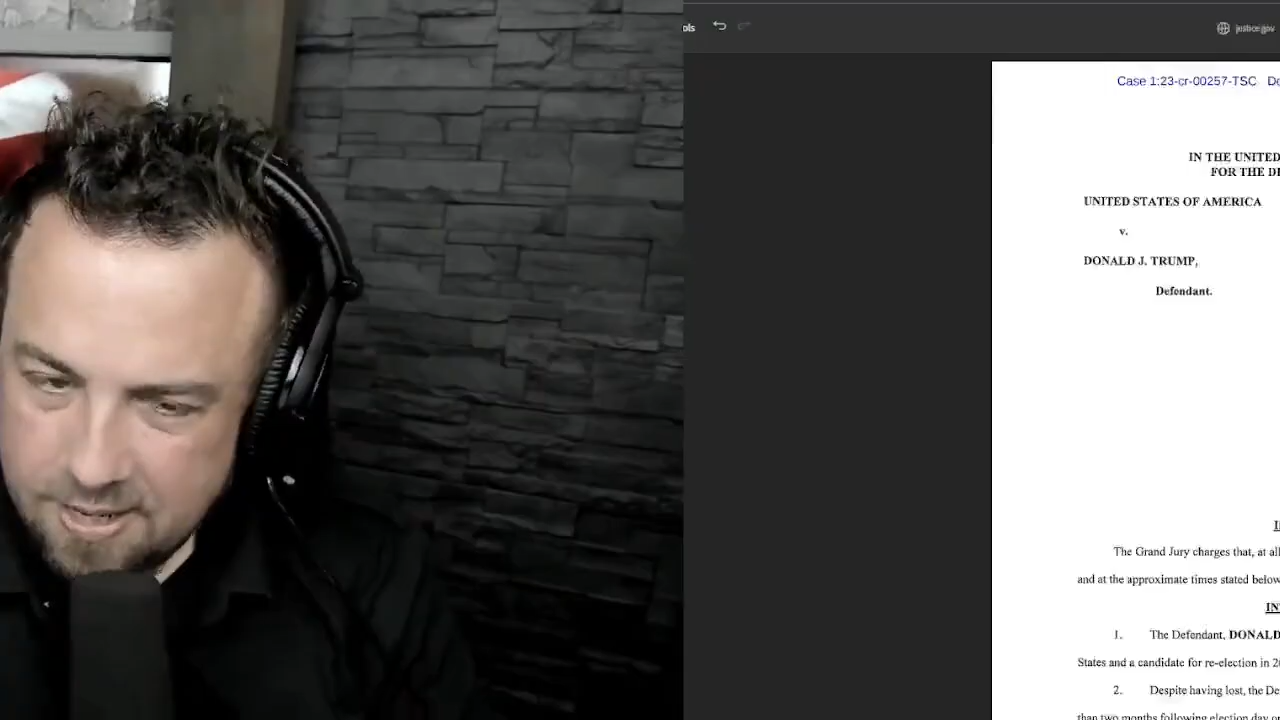 ols
justice.gov
Case 1:23-cr-00257-TSC
IN THE UNITED
FOR THE
UNITED STATES OF AMERICA
v.
DONALD J. TRUMP,
Defendant.
The Grand Jury charges that, at all
and at the approximate times stated below
1. The Defendant, DONALD
States and a candidate for re-election in
2. Despite having lost, the
than two months following election day